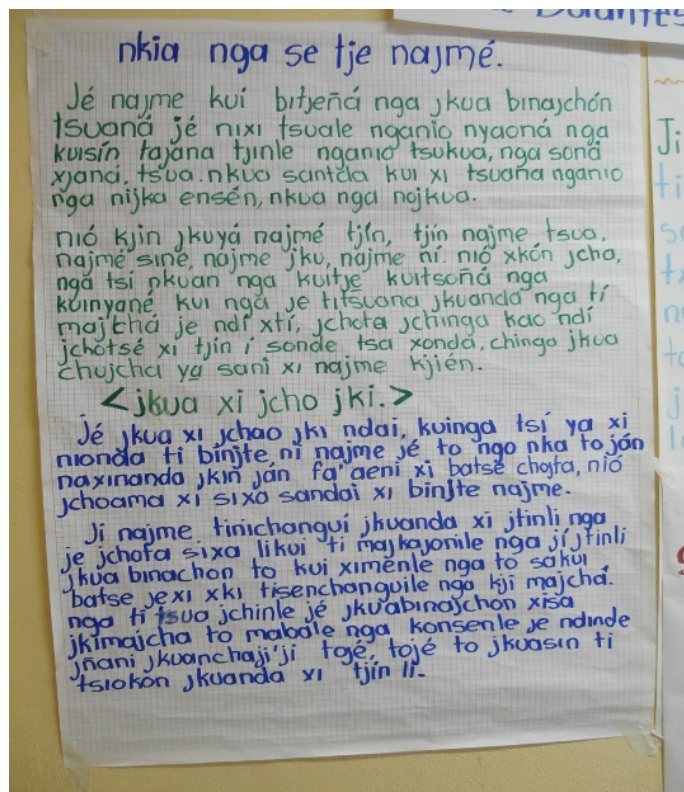 nkia nga se tje najmé.
Jé najme kui bitjeñá nga jkua binajchón
tsuaná jé nixi tsuale nganio nyaoná nga
kuisín tajana tjinle nganio tsukua, nga soná
xjaná. tsua. nkua santda kui xi tsuana nganio
nga nijka ensén, nkua nga nojkua.
nió kjin jkuyá najmé tjín, tjín najme tsua,
najmé sine, najme jku, najme ní. nió xkón jcha,
ngá tsi nkuan nga kuitje kuitsoñá nga
kuinyané kui nga je titsuana jkuanda nga tí
majchá je ndí xtí, jchota jchinga kao ndí
jchotsé xi tjin í sonde tsa xonda, chinga jkua
chujcha ya sani xi najme kjién.
<jkua xi jcho jki.>
Jé jkua xi jchao jki ndai, kuinga tsí ya xi
nionda ti binjte ni najme jé to ngo nka to ján
naxinanda jkin ján fa'aeni xi batse chojta, nió
jchoama xi sixa sandai xi binjte najme.
Ji najme tinichanguí jkuanda xi jtinli nga
je jchota sixa likui ti majkajonile nga jí jtinli
jkua binachon to kui ximénle nga to sakui
batse jexi xki tisenchanguile nga kji majchá.
nga ti tsua jchinle jé jkuabinajchon xisa
jkimajcha to mabale nga konsenle je ndinde
jñani jkuanchaji'ji tojé, tojé to jkuasin ti
tsiokon jkuanda xi tjín li.